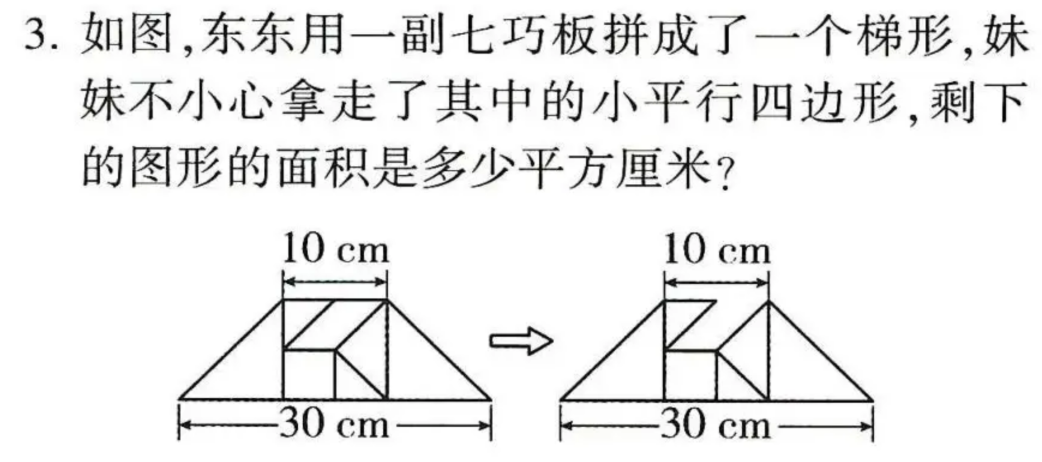 3. 如图,东东用一副七巧板拼成了一个梯形,妹
妹不小心拿走了其中的小平行四边形,剩下
的图形的面积是多少平方厘米?
10 cm
10 cm
30 cm
30 cm